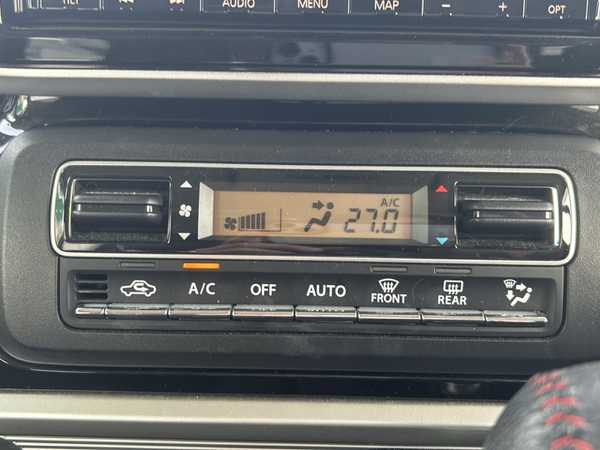 AUDIO MENU MAP - + OPT
A/C
27.0
A/C OFF AUTO FRONT REAR